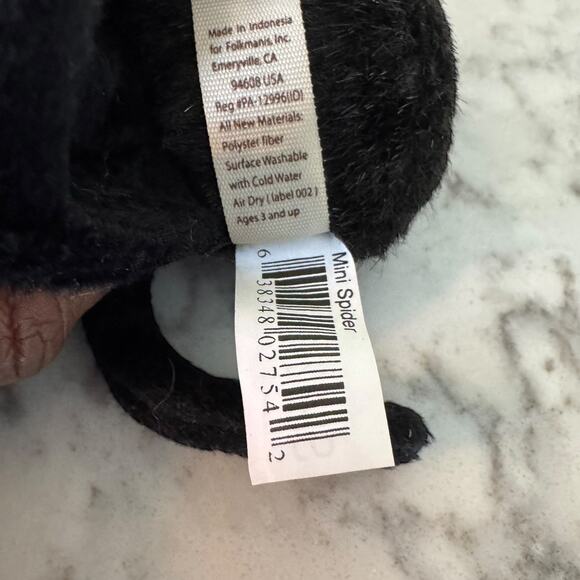 Made in Indonesia
for Folkmanis, Inc.
Emeryville, CA
94608 USA
Reg #PA-12996(ID)
All New Materials:
Polyster fiber
Surface Washable
with Cold Water
Air Dry ( label 002 )
Ages 3 and up
Mini Spider
6 38348 02754 2